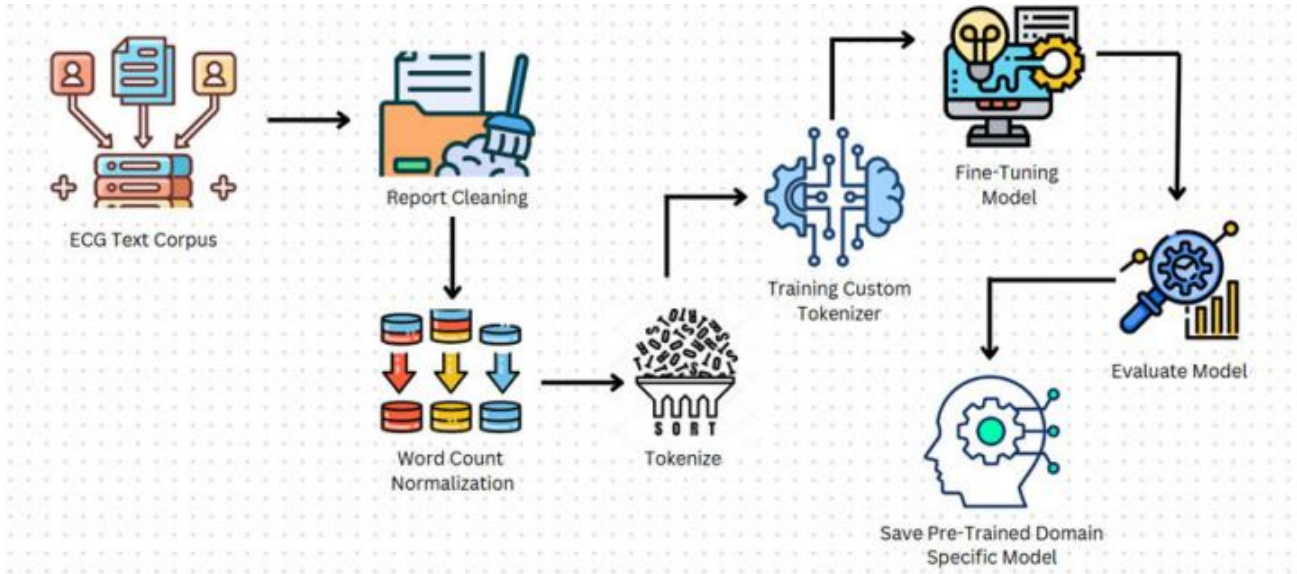 ECG Text Corpus
Report Cleaning
Word Count
Normalization
SORT
Tokenize
Training Custom
Tokenizer
Fine-Tuning
Model
Evaluate Model
Save Pre-Trained Domain
Specific Model